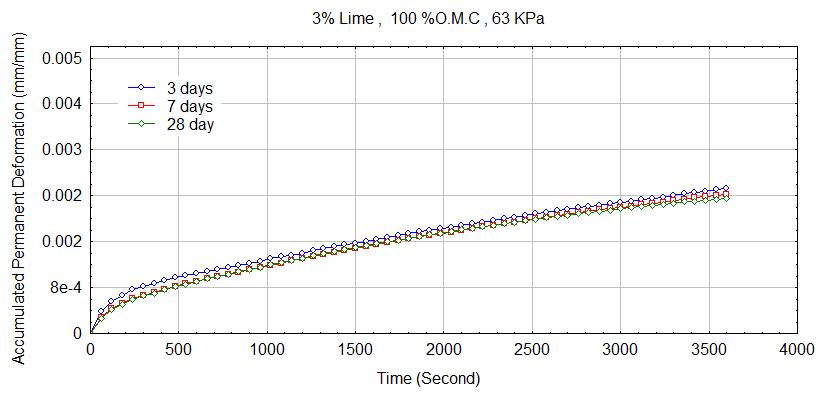 3% Lime , 100 %O.M.C , 63 KPa
Accumulated Permanent Deformation (mm/mm)
0.005
0.004
0.003
0.002
0.002
8e-4
0
3 days
7 days
28 day
0 500 1000 1500 2000 2500 3000 3500 4000
Time (Second)